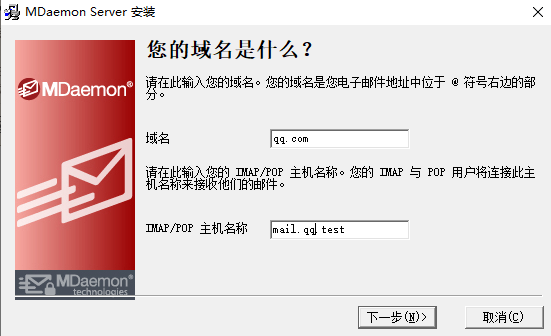 MDaemon Server 安装
MDaemon®
您的域名是什么？
请在此输入您的域名。您的域名是您电子邮件地址中位于 @ 符号右边的部
分。
域名 qq.com
请在此输入您的 IMAP/POP 主机名称。您的 IMAP 与 POP 用户将连接此主
机名称来接收他们的邮件。
IMAP/POP 主机名称 mail.qq.test
MDaemon®
technologies
下一步(N)> 取消(C)